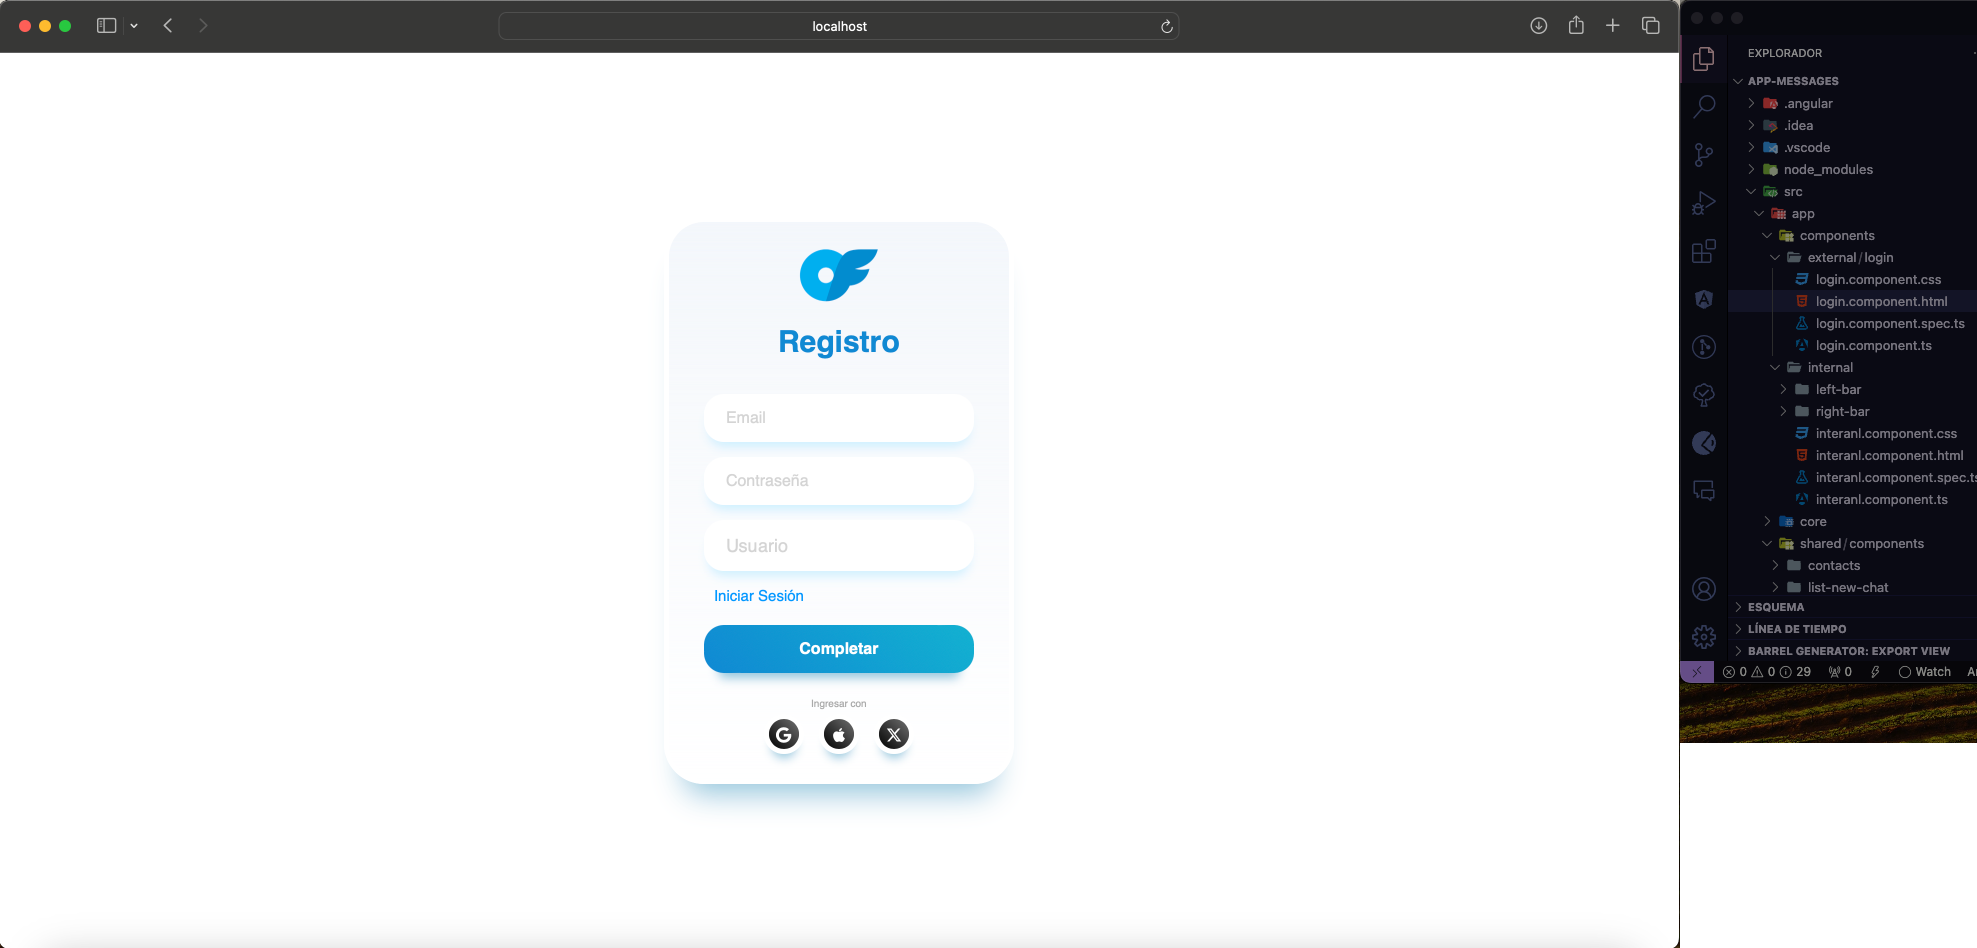 localhost
Registro
Email
Contraseña
Usuario
Iniciar Sesión
Completar
Ingresar con
EXPLORADOR
APP-MESSAGES
.angular
.idea
.vscode
node_modules
src
app
components
external/login
login.component.css
login.component.html
login.component.spec.ts
login.component.ts
internal
left-bar
right-bar
interanl.component.css
interanl.component.html
interanl.component.spec.ts
interanl.component.ts
core
shared/components
contacts
list-new-chat
ESQUEMA
LÍNEA DE TIEMPO
BARREL GENERATOR: EXPORT VIEW
0 0 29 0 Watch